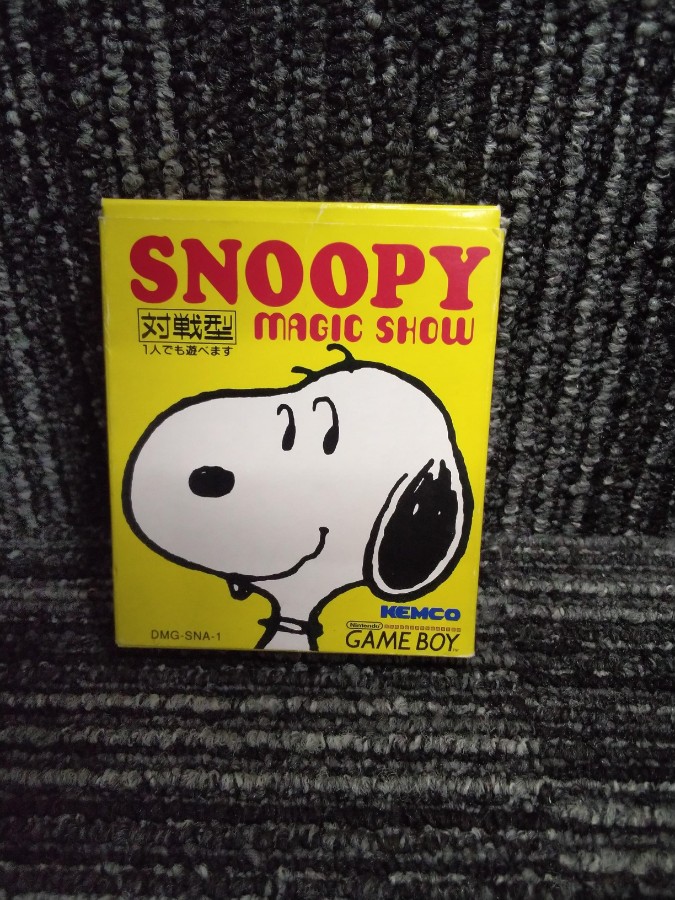 SNOOPY
対戦型
MAGIC SHOW
1人でも遊べます
KEMCO
Nintendo
GAME BOY™
DMG-SNA-1